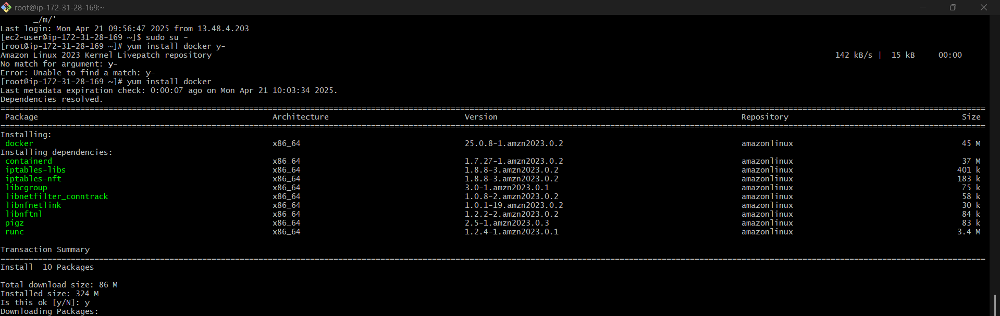 root@ip-172-31-28-169:~
_/m/'
Last login: Mon Apr 21 09:56:47 2025 from 13.48.4.203
[ec2-user@ip-172-31-28-169 ~]$ sudo su -
[root@ip-172-31-28-169 ~]# yum install docker y-
Amazon Linux 2023 Kernel Livepatch repository 142 kB/s | 15 kB 00:00
No match for argument: y-
Error: Unable to find a match: y-
[root@ip-172-31-28-169 ~]# yum install docker
Last metadata expiration check: 0:00:07 ago on Mon Apr 21 10:03:34 2025.
Dependencies resolved.
Package Architecture Version Repository Size
Installing:
docker x86_64 25.0.8-1.amzn2023.0.2 amazonlinux 45 M
Installing dependencies:
containerd x86_64 1.7.27-1.amzn2023.0.2 amazonlinux 37 M
iptables-libs x86_64 1.8.8-3.amzn2023.0.2 amazonlinux 401 k
iptables-nft x86_64 1.8.8-3.amzn2023.0.2 amazonlinux 183 k
libcgroup x86_64 3.0-1.amzn2023.0.1 amazonlinux 75 k
libnetfilter_conntrack x86_64 1.0.8-2.amzn2023.0.2 amazonlinux 58 k
libnfnetlink x86_64 1.0.1-19.amzn2023.0.2 amazonlinux 30 k
libnftnl x86_64 1.2.2-2.amzn2023.0.2 amazonlinux 84 k
pigz x86_64 2.5-1.amzn2023.0.3 amazonlinux 83 k
runc x86_64 1.2.4-1.amzn2023.0.1 amazonlinux 3.4 M
Transaction Summary
Install 10 Packages
Total download size: 86 M
Installed size: 324 M
Is this ok [y/N]: y
Downloading Packages: